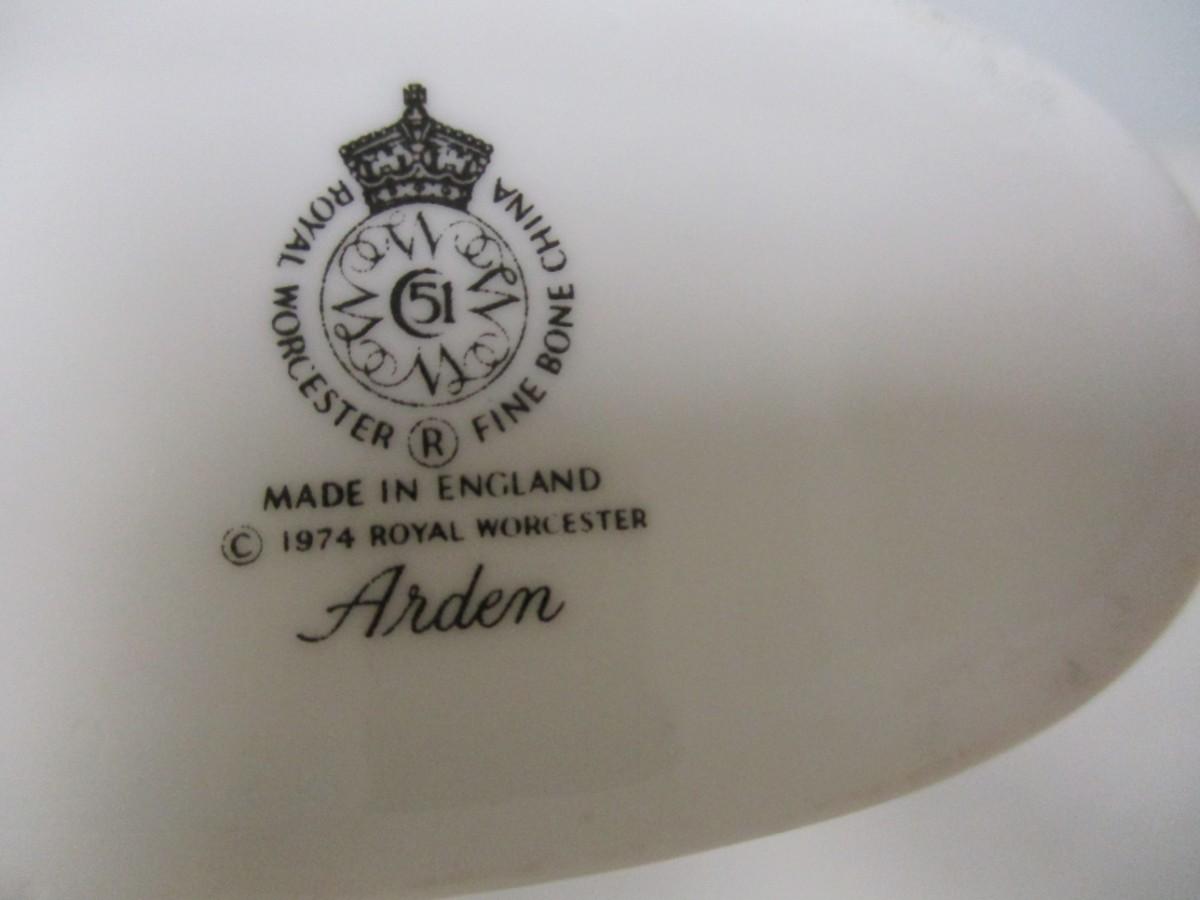 ROYAL WORCESTER ® FINE BONE CHINA
51
MADE IN ENGLAND
© 1974 ROYAL WORCESTER
Arden